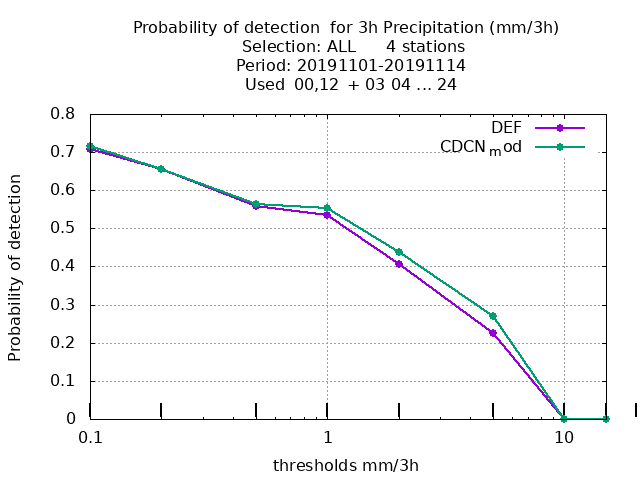 Probability of detection for 3h Precipitation (mm/3h)
Selection: ALL 4 stations
Period: 20191101-20191114
Used 00,12 + 03 04 ... 24
0.8
0.7
0.6
0.5
0.4
0.3
0.2
0.1
0
Probability of detection
DEF
CDCNmod
0.1 1 10
thresholds mm/3h